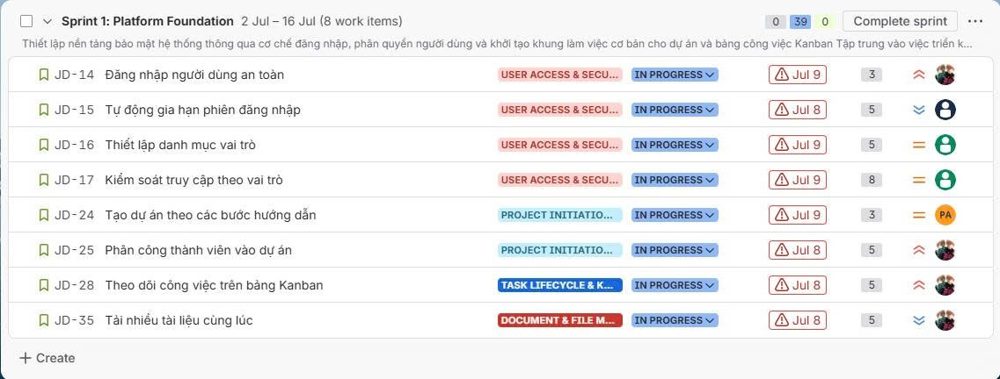 Sprint 1: Platform Foundation 2 Jul – 16 Jul (8 work items) 0 39 0 Complete sprint
Thiết lập nền tảng bảo mật hệ thống thông qua cơ chế đăng nhập, phân quyền người dùng và khởi tạo khung làm việc cơ bản cho dự án và bảng công việc Kanban Tập trung vào việc triển k...
JD-14 Đăng nhập người dùng an toàn USER ACCESS & SECU... IN PROGRESS Jul 9 3
JD-15 Tự động gia hạn phiên đăng nhập USER ACCESS & SECU... IN PROGRESS Jul 8 5
JD-16 Thiết lập danh mục vai trò USER ACCESS & SECU... IN PROGRESS Jul 9 5
JD-17 Kiểm soát truy cập theo vai trò USER ACCESS & SECU... IN PROGRESS Jul 9 8
JD-24 Tạo dự án theo các bước hướng dẫn PROJECT INITIATIO... IN PROGRESS Jul 9 3 PA
JD-25 Phân công thành viên vào dự án PROJECT INITIATIO... IN PROGRESS Jul 8 5
JD-28 Theo dõi công việc trên bảng Kanban TASK LIFECYCLE & K... IN PROGRESS Jul 8 5
JD-35 Tải nhiều tài liệu cùng lúc DOCUMENT & FILE M... IN PROGRESS Jul 8 5
Create